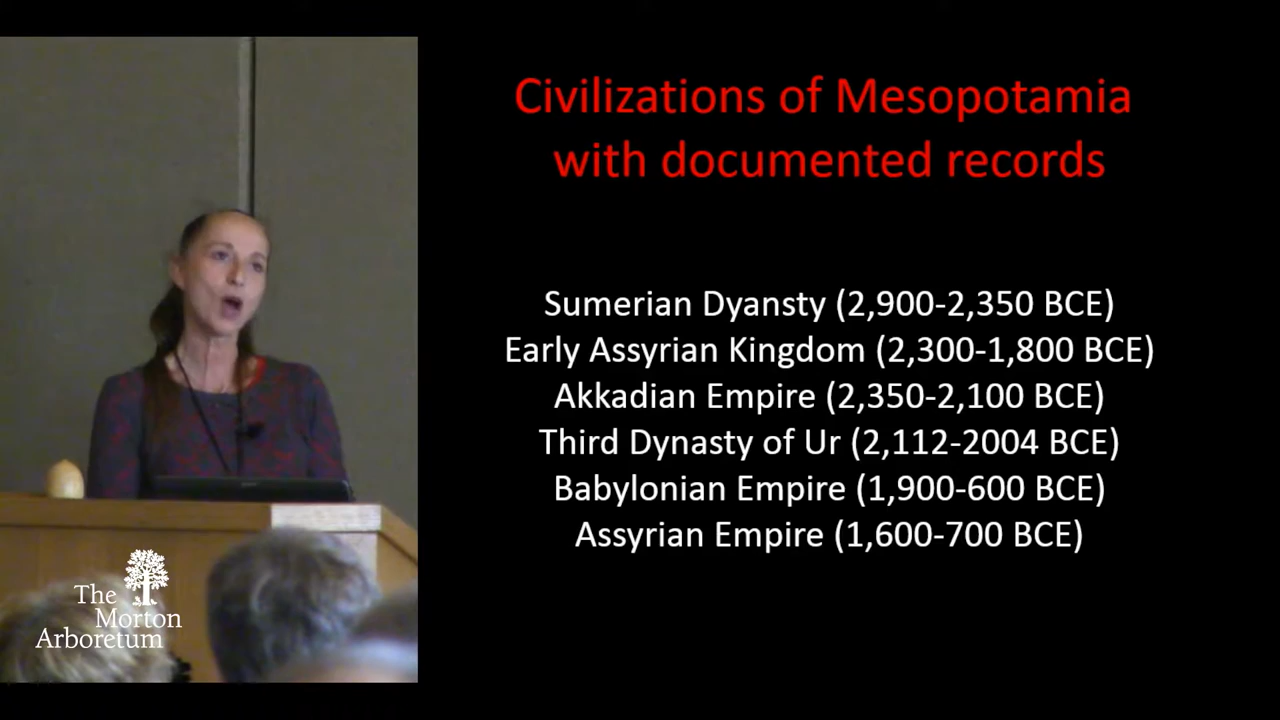 Civilizations of Mesopotamia
with documented records
Sumerian Dyansty (2,900-2,350 BCE)
Early Assyrian Kingdom (2,300-1,800 BCE)
Akkadian Empire (2,350-2,100 BCE)
Third Dynasty of Ur (2,112-2004 BCE)
Babylonian Empire (1,900-600 BCE)
Assyrian Empire (1,600-700 BCE)
The
Morton
Arboretum